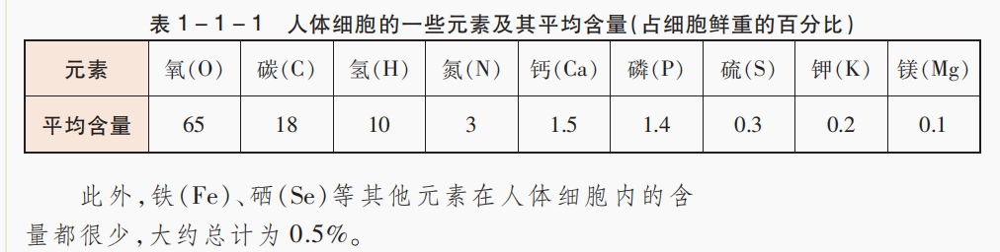 表1-1-1 人体细胞的一些元素及其平均含量(占细胞鲜重的百分比)
元素 氧(O) 碳(C) 氢(H) 氮(N) 钙(Ca) 磷(P) 硫(S) 钾(K) 镁(Mg)
平均含量 65 18 10 3 1.5 1.4 0.3 0.2 0.1
此外,铁(Fe)、硒(Se)等其他元素在人体细胞内的含
量都很少,大约总计为0.5%。